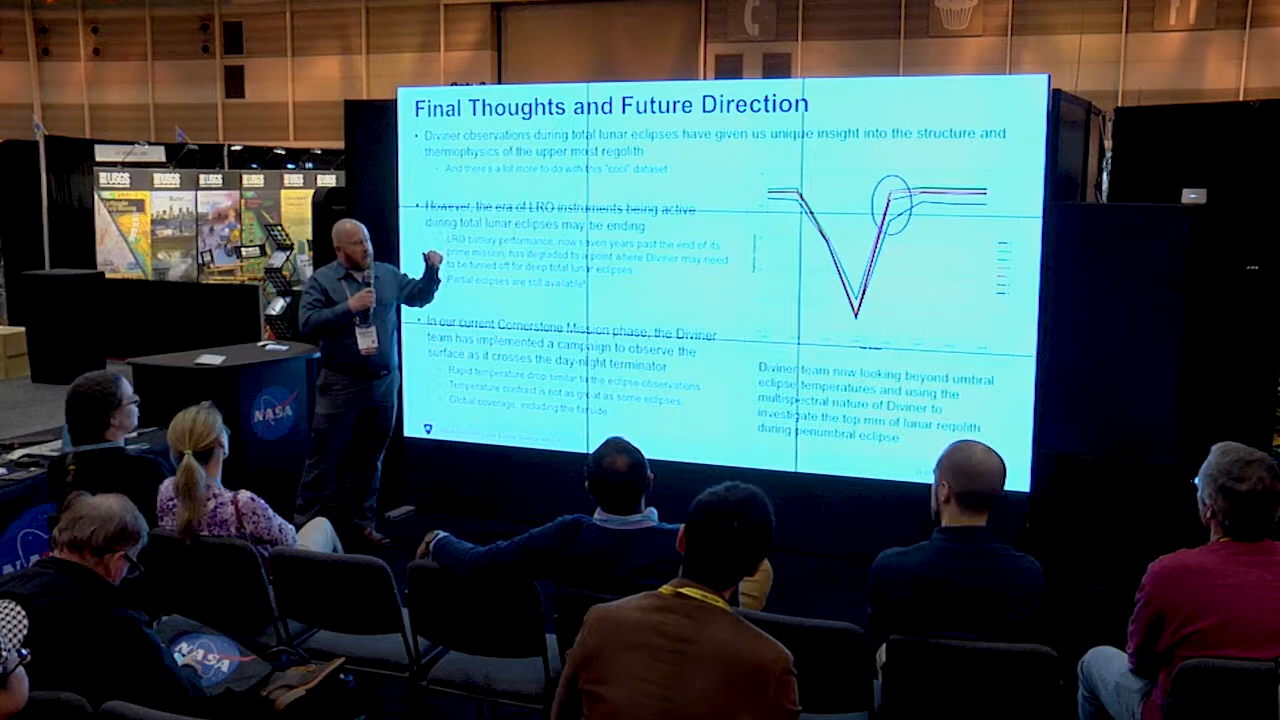 Final Thoughts and Future Direction
• Diviner observations during total lunar eclipses have given us unique insight into the structure and
thermophysics of the upper most regolith
- And there's a lot more to do with this "cool" dataset
• However, the era of LRO instruments being active
during total lunar eclipses may be ending
- LRO battery performance, now seven years past the end of its
prime mission, has degraded to a point where Diviner may need
to be turned off for deep total lunar eclipses
- Partial eclipses are still available!
• In our current Cornerstone Mission phase, the Diviner
team has implemented a campaign to observe the
surface as it crosses the day-night terminator
- Rapid temperature drop similar to the eclipse observations
- Temperature contrast is not as great as some eclipses
- Global coverage, including the farside
Diviner team now looking beyond umbral
eclipse temperatures and using the
multispectral nature of Diviner to
investigate the top mm of lunar regolith
during penumbral eclipse
USGS
USGS
USGS
USGS
USGS
USGS
NASA
NASA
NAS